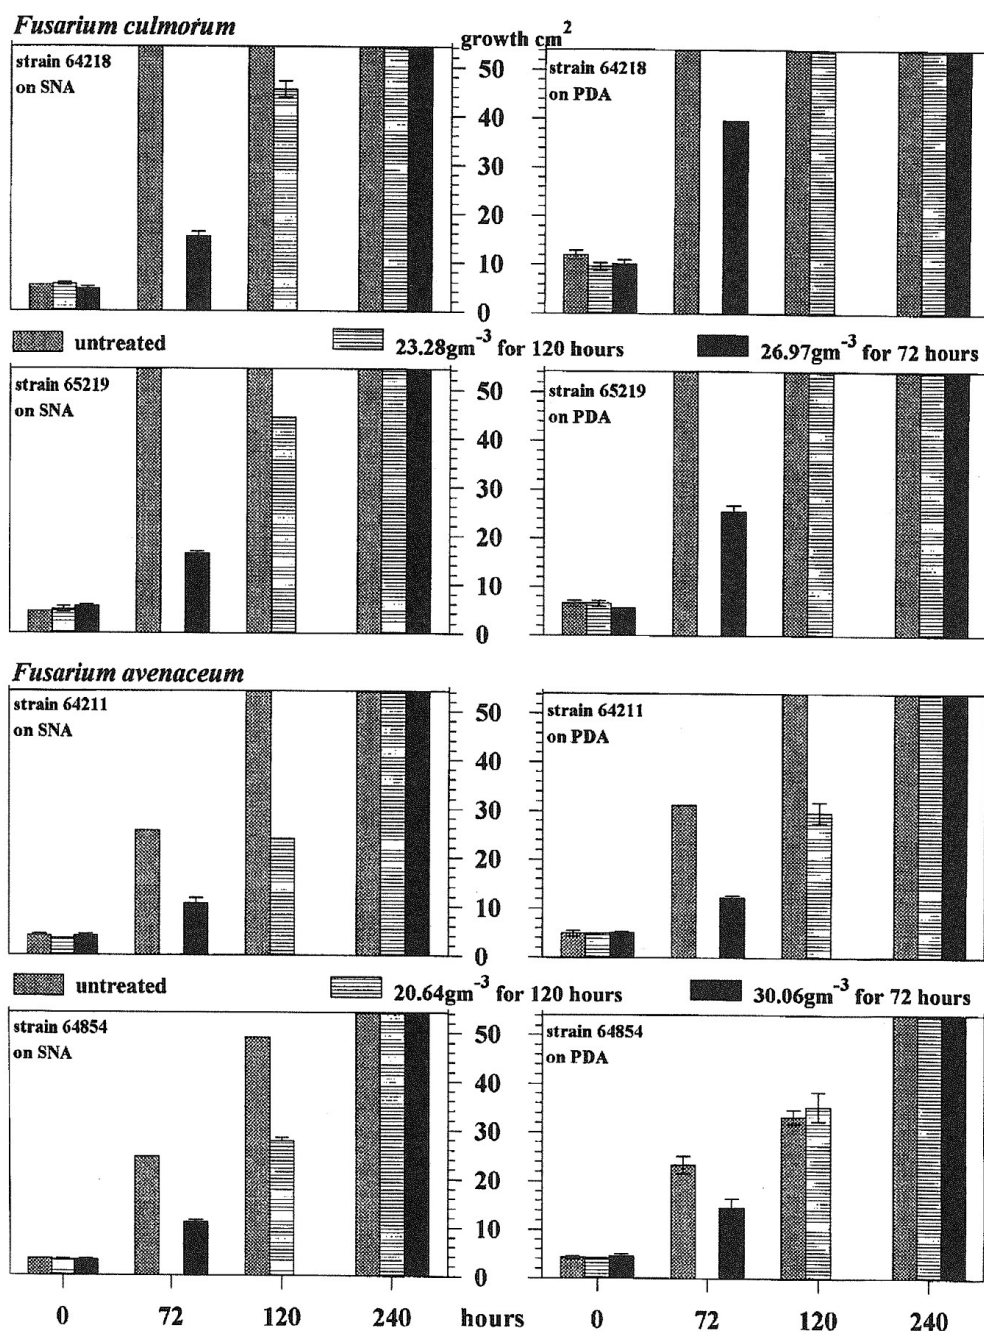 Fusarium culmorum
growth cm²
strain 64218
on SNA
50
40
30
20
10
0
strain 64218
on PDA
untreated
23.28gm⁻³ for 120 hours
26.97gm⁻³ for 72 hours
strain 65219
on SNA
50
40
30
20
10
0
strain 65219
on PDA
Fusarium avenaceum
strain 64211
on SNA
50
40
30
20
10
0
strain 64211
on PDA
untreated
20.64gm⁻³ for 120 hours
30.06gm⁻³ for 72 hours
strain 64854
on SNA
50
40
30
20
10
0
strain 64854
on PDA
0 72 120 240 hours 0 72 120 240